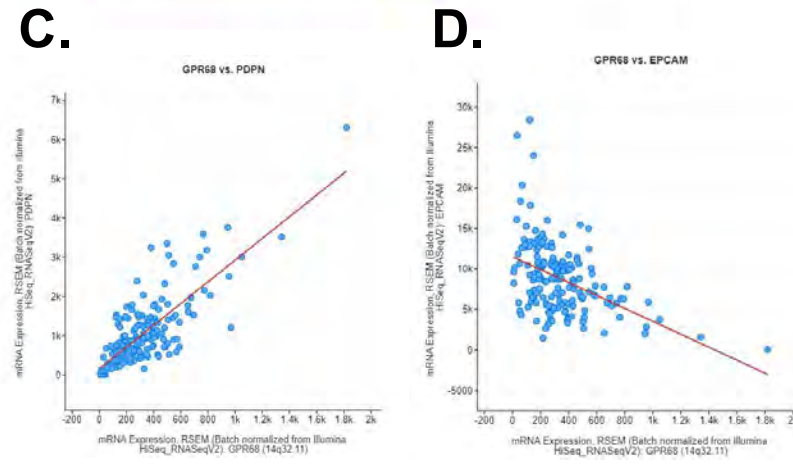 C.
GPR68 vs. PDPN
7k
6k
5k
4k
3k
2k
1k
0
mRNA Expression, RSEM (Batch normalized from Illumina
HiSeq_RNASeqV2): PDPN
-200 0 200 400 600 800 1k 1.2k 1.4k 1.6k 1.8k 2k
mRNA Expression, RSEM (Batch normalized from Illumina
HiSeq_RNASeqV2): GPR68 (14q32.11)
D.
GPR68 vs. EPCAM
30k
25k
20k
15k
10k
5k
0
-5000
mRNA Expression, RSEM (Batch normalized from Illumina
HiSeq_RNASeqV2): EPCAM
-200 0 200 400 600 800 1k 1.2k 1.4k 1.6k 1.8k 2k
mRNA Expression, RSEM (Batch normalized from Illumina
HiSeq_RNASeqV2): GPR68 (14q32.11)